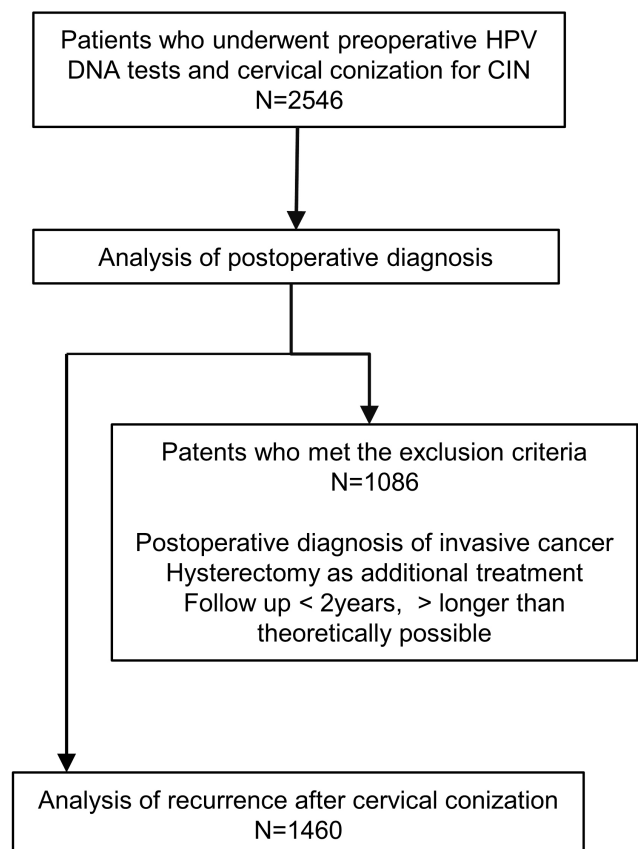 Patients who underwent preoperative HPV
DNA tests and cervical conization for CIN
N=2546
Analysis of postoperative diagnosis
Patents who met the exclusion criteria
N=1086
Postoperative diagnosis of invasive cancer
Hysterectomy as additional treatment
Follow up < 2years, > longer than
theoretically possible
Analysis of recurrence after cervical conization
N=1460